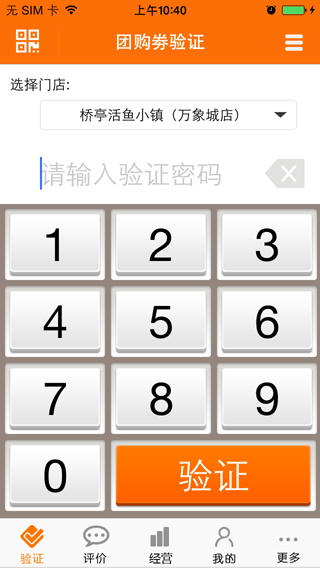 无 SIM 卡 上午10:40
团购券验证
选择门店:
桥亭活鱼小镇（万象城店）
请输入验证密码
1 2 3
4 5 6
7 8 9
0 验证
验证 评价 经营 我的 更多